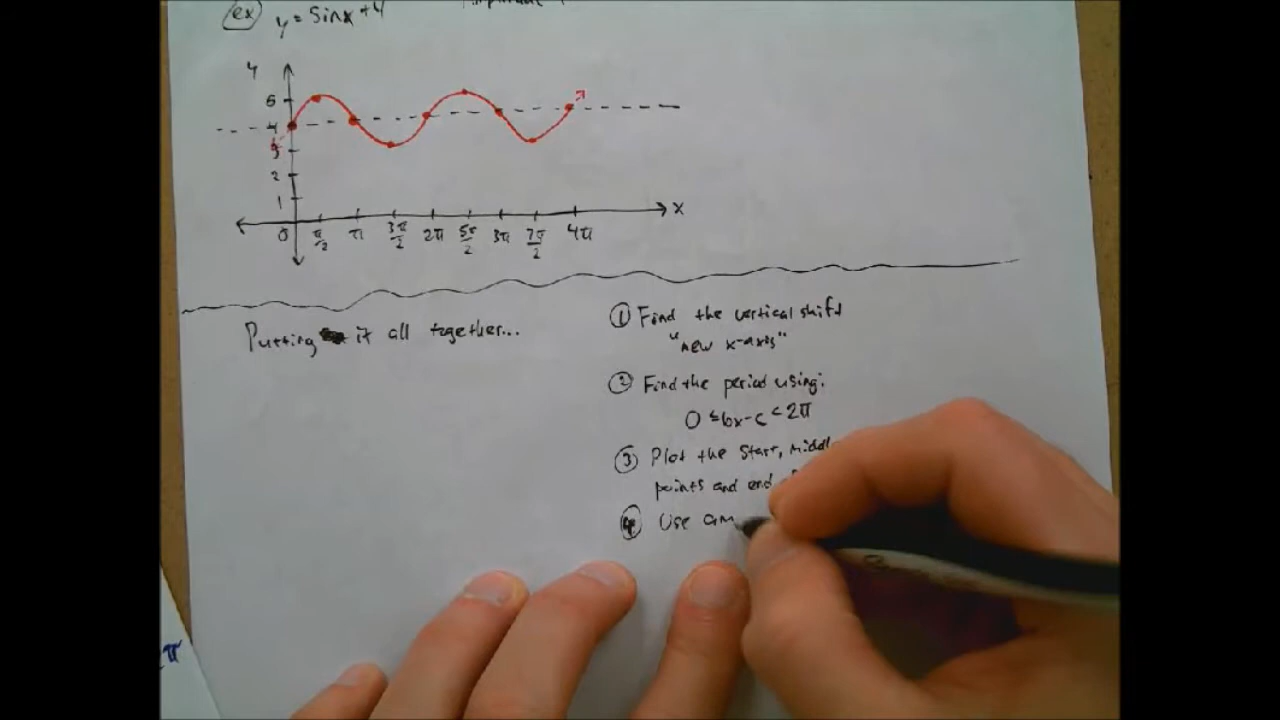 ex y = sinx + 4
y
5
4
3
2
1
0 π/2 π 3π/2 2π 5π/2 3π 7π/2 4π x
Putting it all together...
① Find the vertical shift
"new x-axis"
② Find the period using:
0 ≤ bx-c < 2π
③ Plot the start, middl
points and end
④ Use am
π